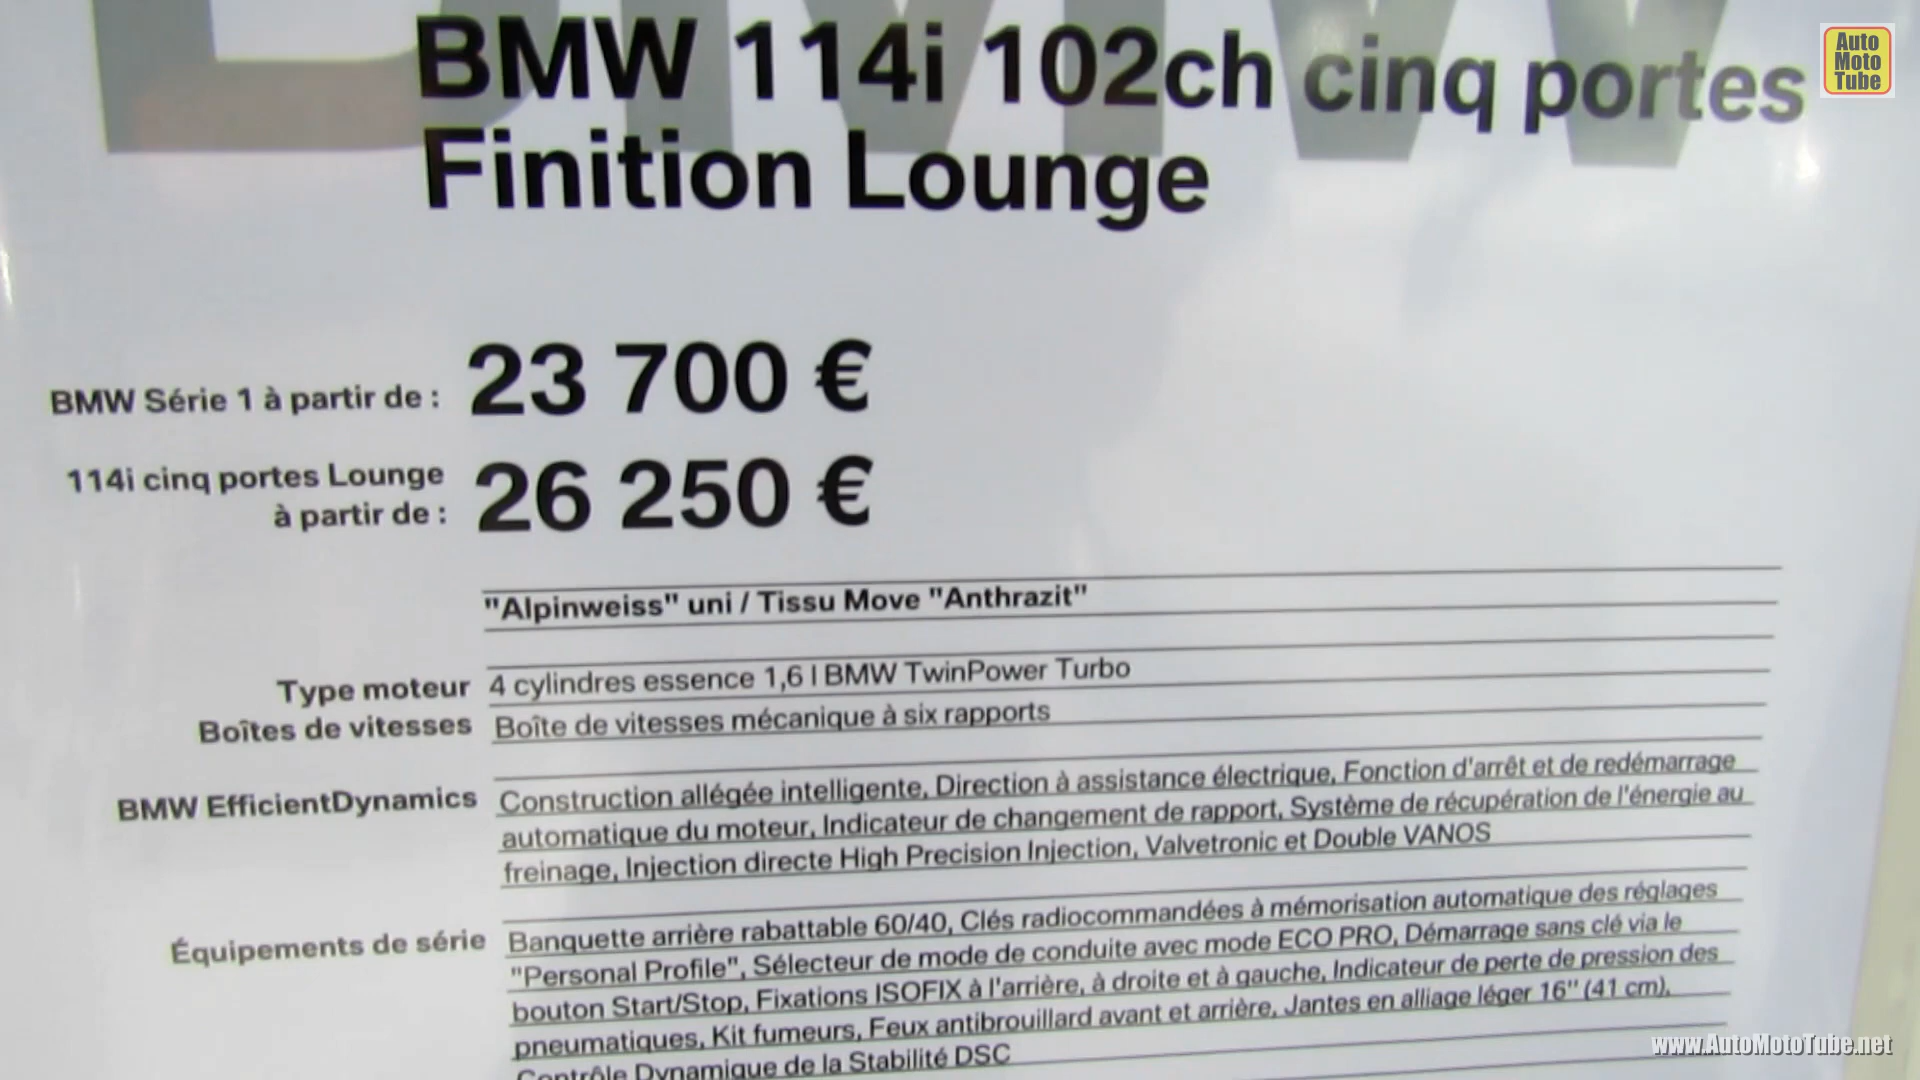 BMW
BMW 114i 102ch cinq portes
Finition Lounge
Auto
Moto
Tube
BMW Série 1 à partir de : 23 700 €
114i cinq portes Lounge
à partir de : 26 250 €
"Alpinweiss" uni / Tissu Move "Anthrazit"
Type moteur 4 cylindres essence 1,6 l BMW TwinPower Turbo
Boîtes de vitesses Boîte de vitesses mécanique à six rapports
BMW EfficientDynamics Construction allégée intelligente, Direction à assistance électrique, Fonction d'arrêt et de redémarrage
automatique du moteur, Indicateur de changement de rapport, Système de récupération de l'énergie au
freinage, Injection directe High Precision Injection, Valvetronic et Double VANOS
Équipements de série Banquette arrière rabattable 60/40, Clés radiocommandées à mémorisation automatique des réglages
"Personal Profile", Sélecteur de mode de conduite avec mode ECO PRO, Démarrage sans clé via le
bouton Start/Stop, Fixations ISOFIX à l'arrière, à droite et à gauche, Indicateur de perte de pression des
pneumatiques, Kit fumeurs, Feux antibrouillard avant et arrière, Jantes en alliage léger 16" (41 cm),
Contrôle Dynamique de la Stabilité DSC
www.AutoMotoTube.net